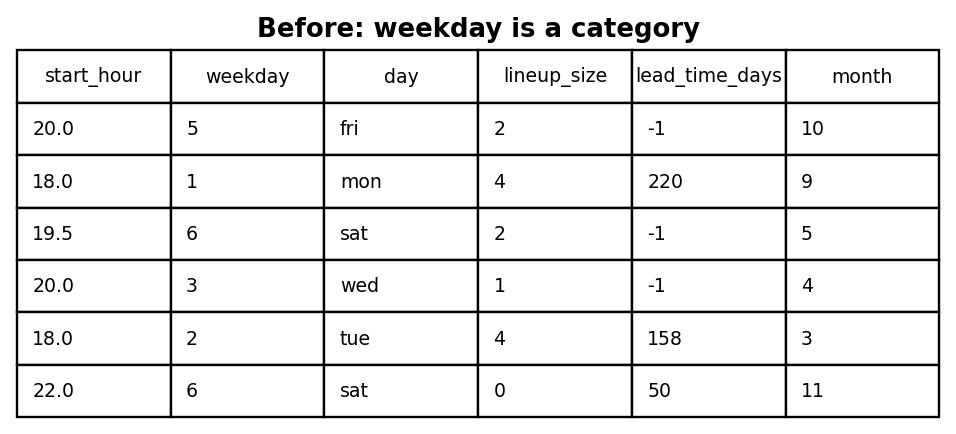 Before: weekday is a category
start_hour weekday day lineup_size lead_time_days month
20.0 5 fri 2 -1 10
18.0 1 mon 4 220 9
19.5 6 sat 2 -1 5
20.0 3 wed 1 -1 4
18.0 2 tue 4 158 3
22.0 6 sat 0 50 11